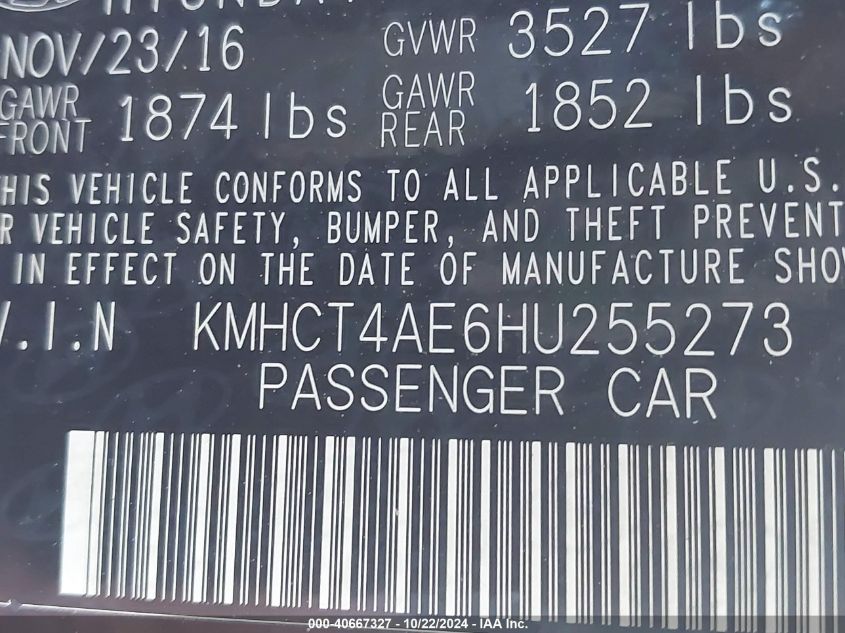 HYUNDAI
NOV/23/16 GVWR 3527 lbs
GAWR FRONT 1874 lbs GAWR REAR 1852 lbs
THIS VEHICLE CONFORMS TO ALL APPLICABLE U.S.
R VEHICLE SAFETY, BUMPER, AND THEFT PREVENT
IN EFFECT ON THE DATE OF MANUFACTURE SHO
V.I.N KMHCT4AE6HU255273
PASSENGER CAR
000-40667327 - 10/22/2024 - IAA Inc.